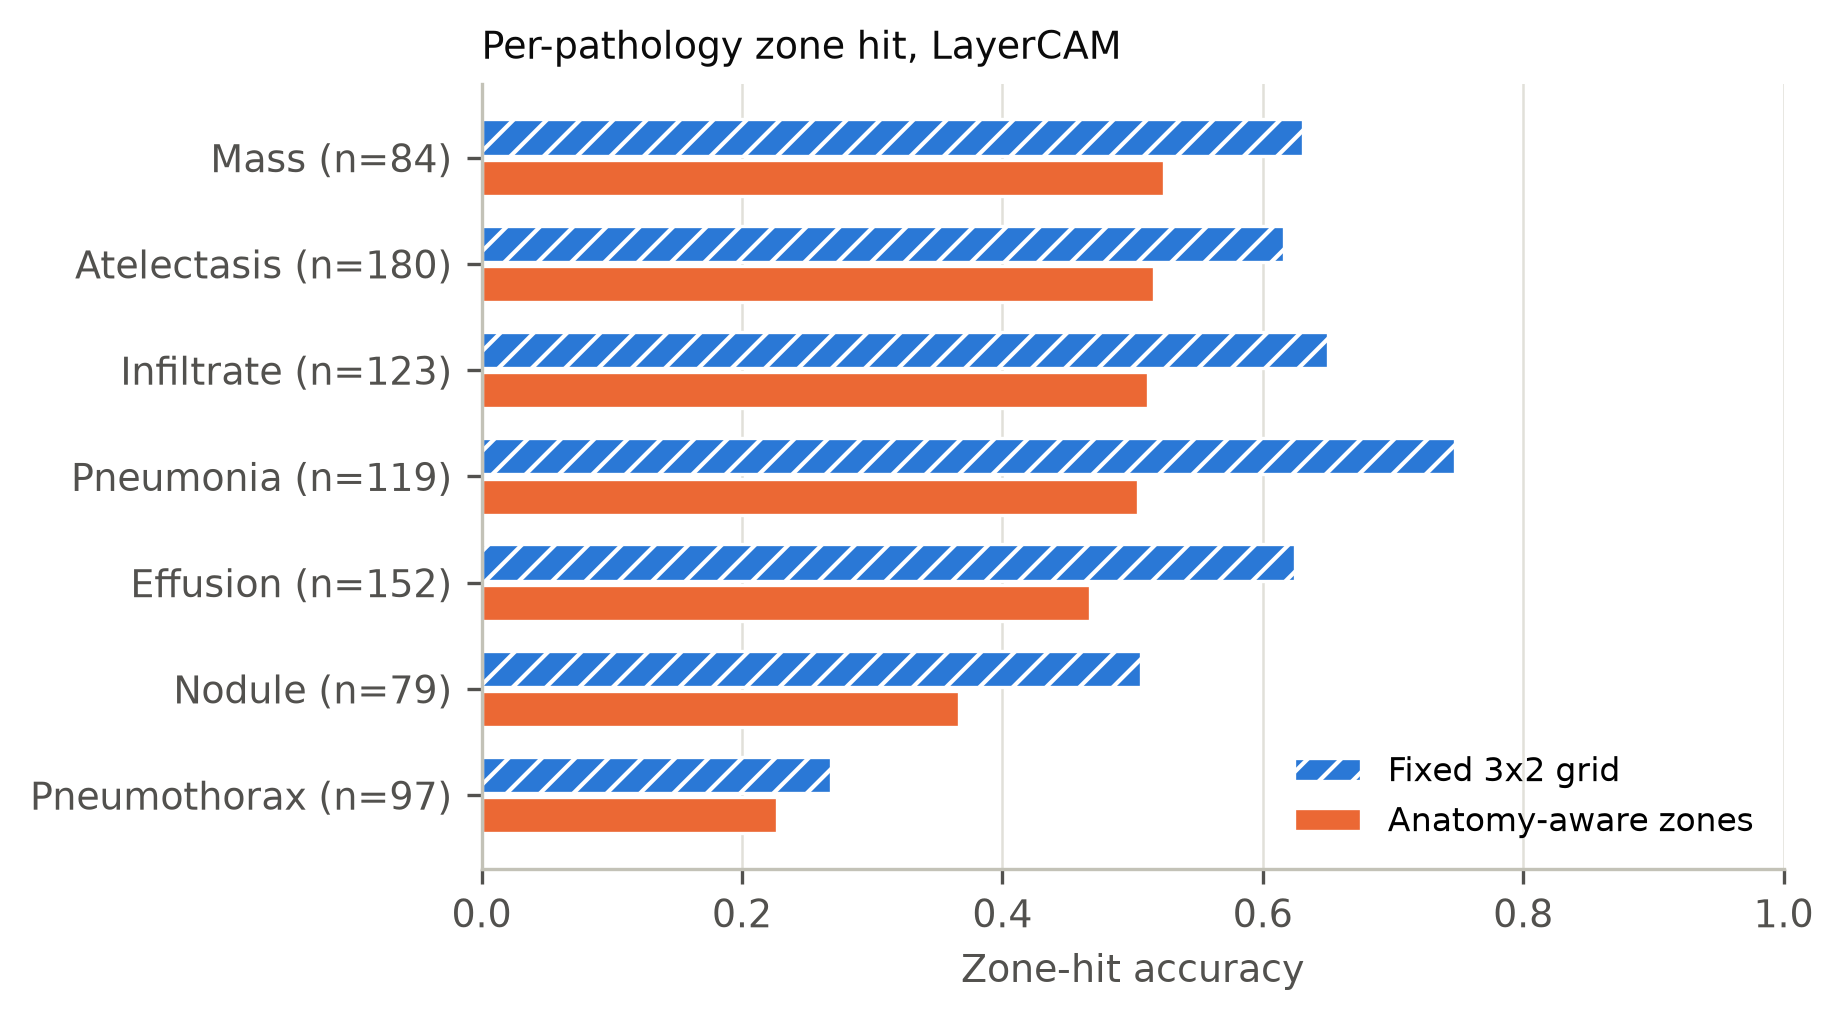 Per-pathology zone hit, LayerCAM
Mass (n=84)
Atelectasis (n=180)
Infiltrate (n=123)
Pneumonia (n=119)
Effusion (n=152)
Nodule (n=79)
Pneumothorax (n=97)
Fixed 3x2 grid
Anatomy-aware zones
0.0 0.2 0.4 0.6 0.8 1.0
Zone-hit accuracy